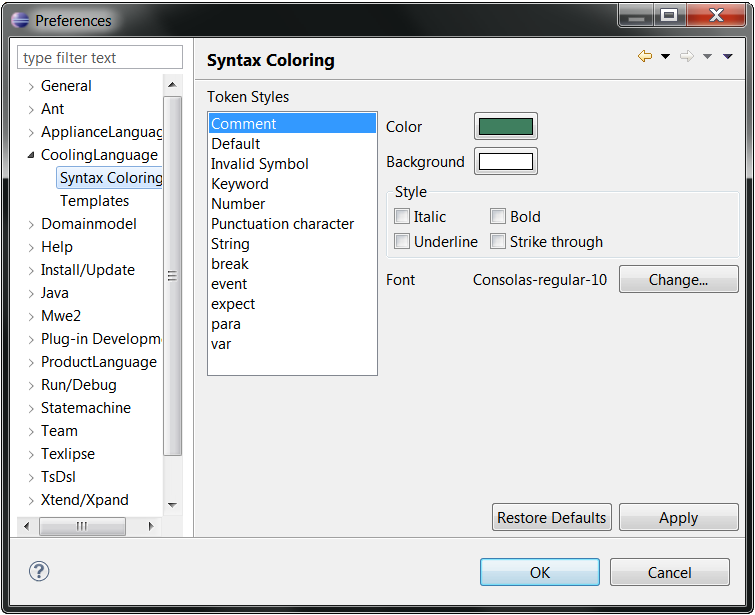 Preferences
type filter text
General
Ant
ApplianceLanguag
CoolingLanguage
Syntax Coloring
Templates
Domainmodel
Help
Install/Update
Java
Mwe2
Plug-in Developm
ProductLanguage
Run/Debug
Statemachine
Team
Texlipse
TsDsl
Xtend/Xpand
Syntax Coloring
Token Styles
Comment
Default
Invalid Symbol
Keyword
Number
Punctuation character
String
break
event
expect
para
var
Color
Background
Style
Italic Bold
Underline Strike through
Font Consolas-regular-10 Change...
Restore Defaults Apply
? OK Cancel